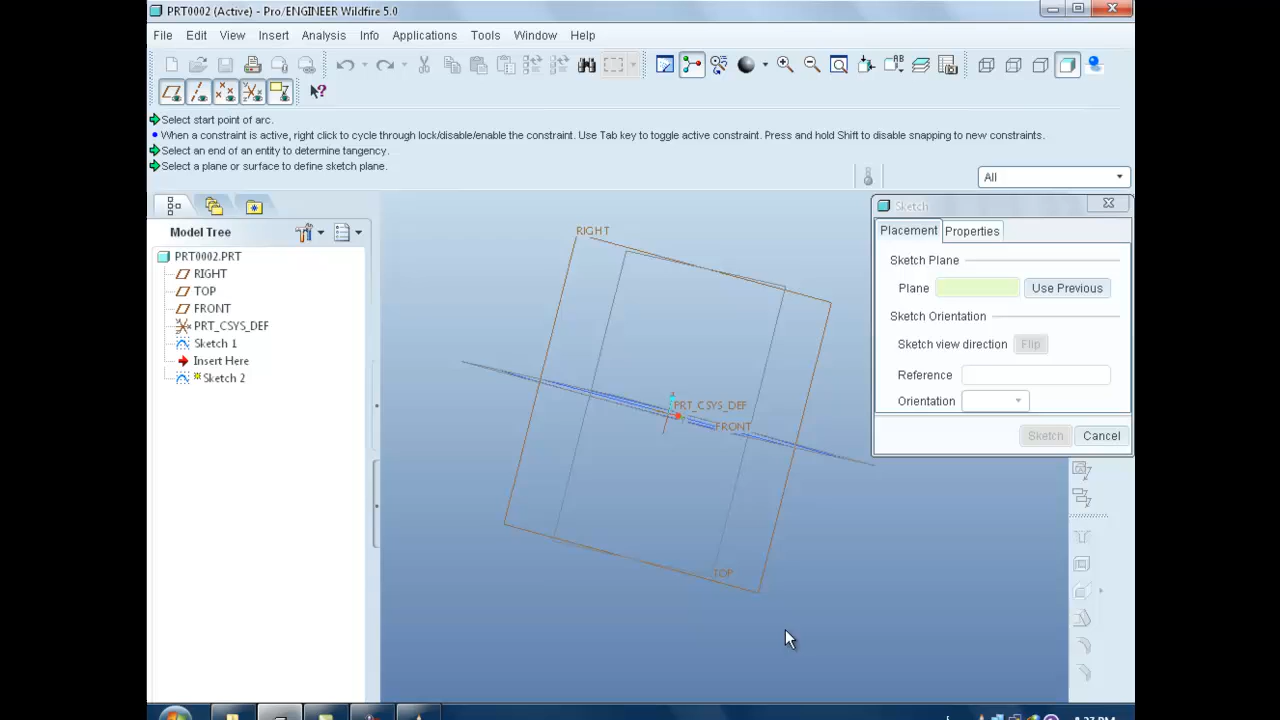 PRT0002 (Active) - Pro/ENGINEER Wildfire 5.0
File Edit View Insert Analysis Info Applications Tools Window Help
Select start point of arc.
When a constraint is active, right click to cycle through lock/disable/enable the constraint. Use Tab key to toggle active constraint. Press and hold Shift to disable snapping to new constraints.
Select an end of an entity to determine tangency.
Select a plane or surface to define sketch plane.
All
Model Tree
PRT0002.PRT
RIGHT
TOP
FRONT
PRT_CSYS_DEF
Sketch 1
Insert Here
Sketch 2
RIGHT
PRT_CSYS_DEF
FRONT
TOP
Sketch
Placement Properties
Sketch Plane
Plane Use Previous
Sketch Orientation
Sketch view direction Flip
Reference
Orientation
Sketch Cancel